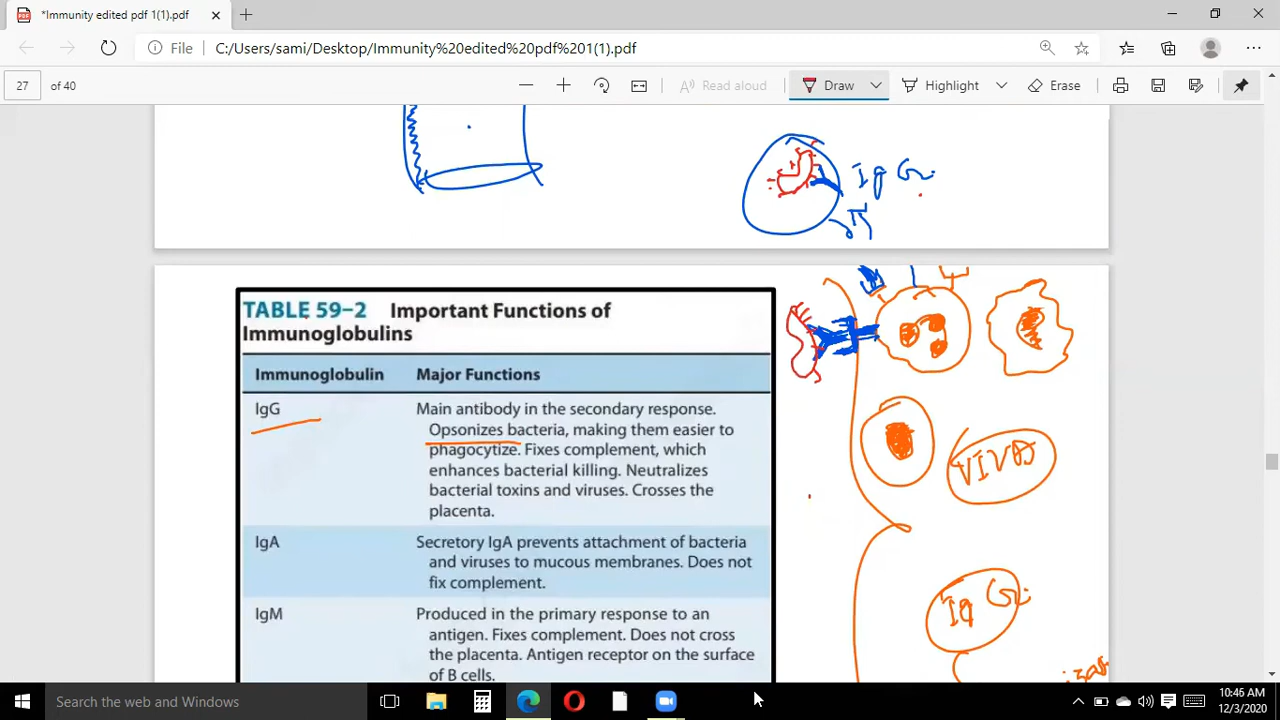 *Immunity edited pdf 1(1).pdf
File C:/Users/sami/Desktop/Immunity%20edited%20pdf%201(1).pdf
27 of 40 Read aloud Draw Highlight Erase
Ig G
TABLE 59–2 Important Functions of
Immunoglobulins
Immunoglobulin Major Functions
IgG Main antibody in the secondary response.
Opsonizes bacteria, making them easier to
phagocytize. Fixes complement, which
enhances bacterial killing. Neutralizes
bacterial toxins and viruses. Crosses the
placenta.
IgA Secretory IgA prevents attachment of bacteria
and viruses to mucous membranes. Does not
fix complement.
IgM Produced in the primary response to an
antigen. Fixes complement. Does not cross
the placenta. Antigen receptor on the surface
of B cells.
Ig G
Search the web and Windows
10:46 AM
12/3/2020